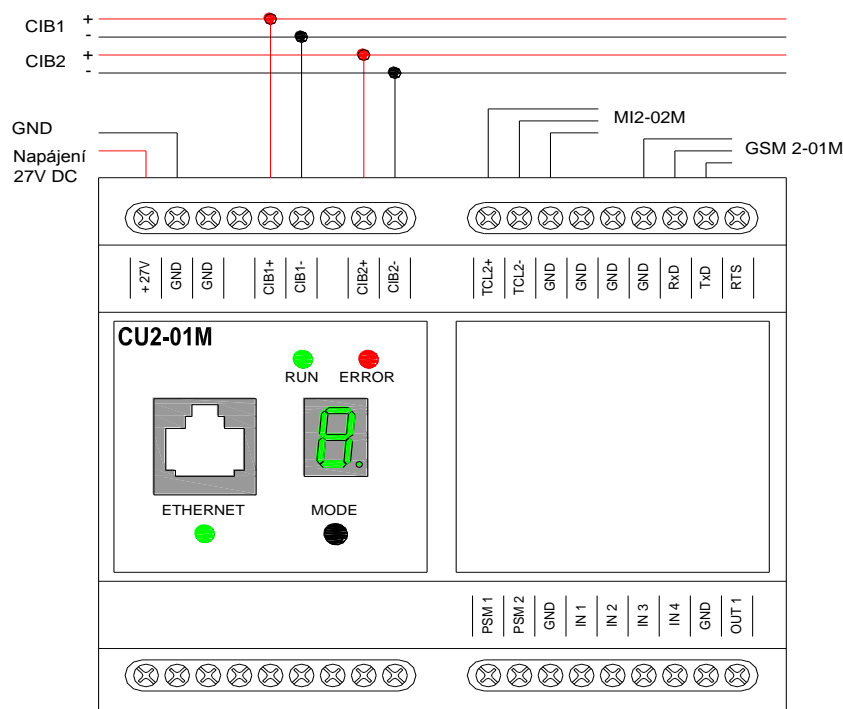 CIB1 + -
CIB2 + -
GND
Napájení
27V DC
MI2-02M
GSM 2-01M
+27V
GND
GND
CIB1+
CIB1-
CIB2+
CIB2-
TCL2+
TCL2-
GND
GND
GND
GND
RxD
TxD
RTS
CU2-01M
RUN ERROR
8.
ETHERNET MODE
PSM 1
PSM 2
GND
IN 1
IN 2
IN 3
IN 4
GND
OUT 1